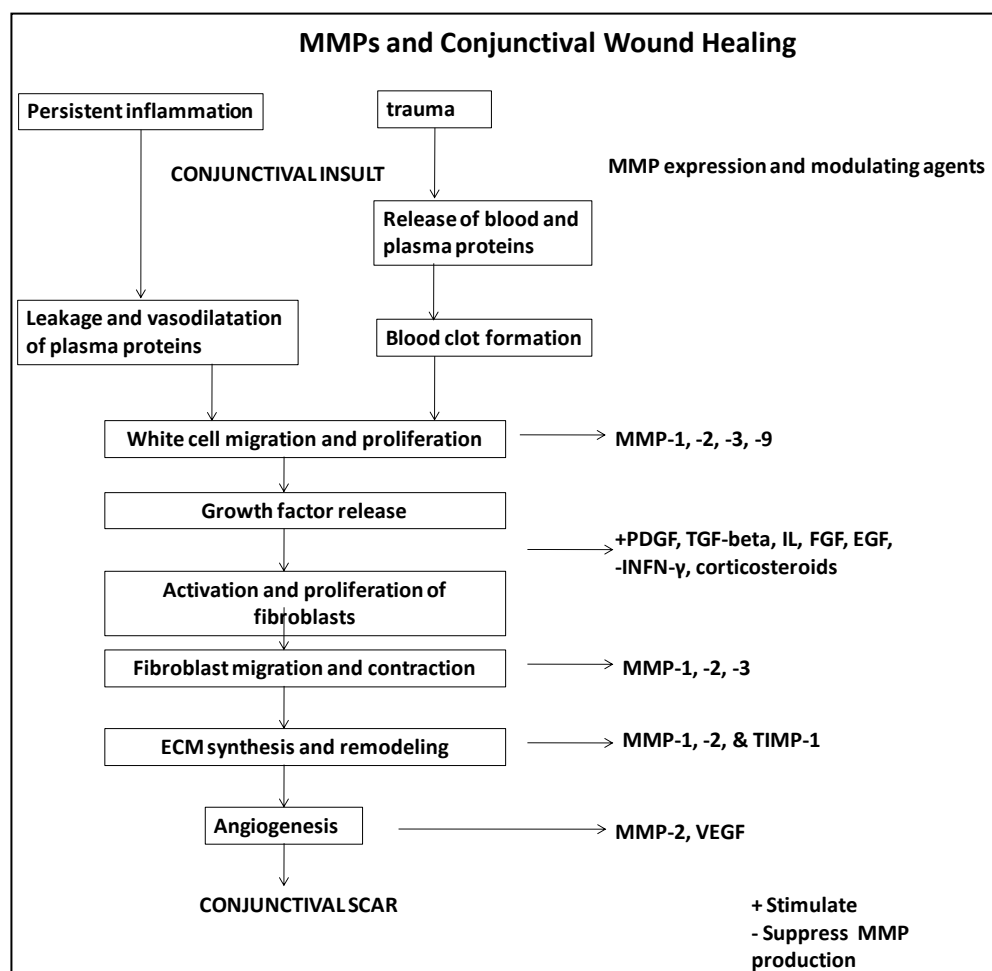 MMPs and Conjunctival Wound Healing
Persistent inflammation
trauma
CONJUNCTIVAL INSULT
MMP expression and modulating agents
Release of blood and
plasma proteins
Leakage and vasodilatation
of plasma proteins
Blood clot formation
White cell migration and proliferation
MMP-1, -2, -3, -9
Growth factor release
+PDGF, TGF-beta, IL, FGF, EGF,
-INFN-γ, corticosteroids
Activation and proliferation of
fibroblasts
Fibroblast migration and contraction
MMP-1, -2, -3
ECM synthesis and remodeling
MMP-1, -2, & TIMP-1
Angiogenesis
MMP-2, VEGF
CONJUNCTIVAL SCAR
+ Stimulate
- Suppress MMP
production